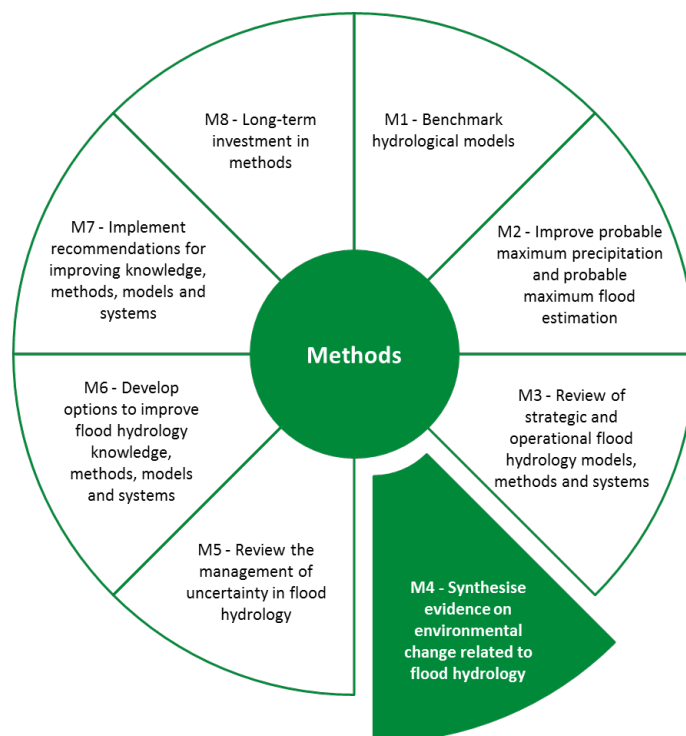 M8 - Long-term
investment in
methods
M1 - Benchmark
hydrological models
M7 - Implement
recommendations for
improving knowledge,
methods, models and
systems
M2 - Improve probable
maximum precipitation
and probable
maximum flood
estimation
Methods
M6 - Develop
options to improve
flood hydrology
knowledge,
methods, models
and systems
M3 - Review of
strategic and
operational flood
hydrology models,
methods and systems
M5 - Review the
management of
uncertainty in flood
hydrology
M4 - Synthesise
evidence on
environmental
change related to
flood hydrology